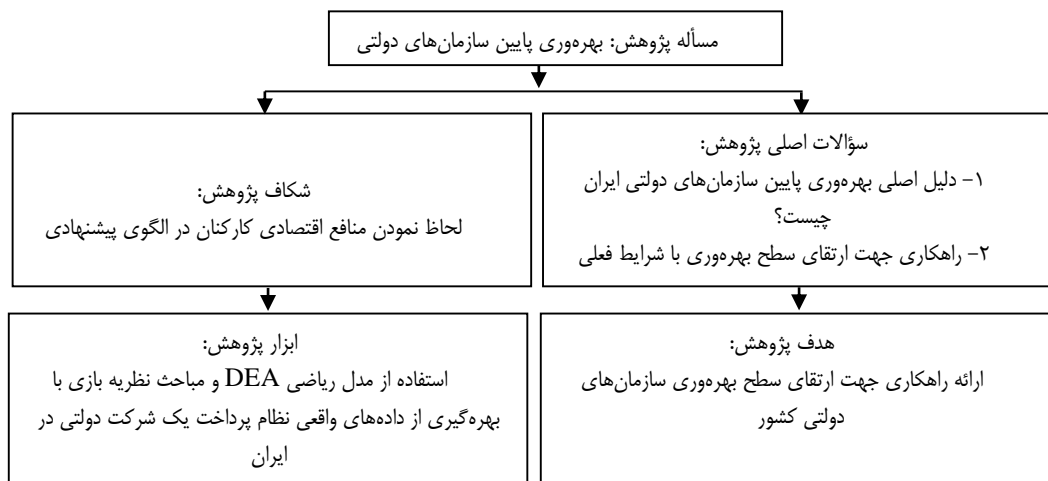 مسأله پژوهش: بهره‌وری پایین سازمان‌های دولتی
سؤالات اصلی پژوهش:
۱- دلیل اصلی بهره‌وری پایین سازمان‌های دولتی ایران
چیست؟
۲- راهکاری جهت ارتقای سطح بهره‌وری با شرایط فعلی
شکاف پژوهش:
لحاظ نمودن منافع اقتصادی کارکنان در الگوی پیشنهادی
هدف پژوهش:
ارائه راهکاری جهت ارتقای سطح بهره‌وری سازمان‌های
دولتی کشور
ابزار پژوهش:
استفاده از مدل ریاضی DEA و مباحث نظریه بازی با
بهره‌گیری از داده‌های واقعی نظام پرداخت یک شرکت دولتی در
ایران